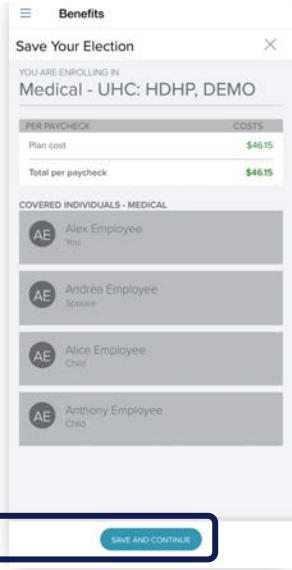 Benefits
Save Your Election
YOU ARE ENROLLING IN
Medical - UHC: HDHP, DEMO
PER PAYCHECK COSTS
Plan cost $46.15
Total per paycheck $46.15
COVERED INDIVIDUALS - MEDICAL
AE Alex Employee
You
AE Andrea Employee
Spouse
AE Alice Employee
Child
AE Anthony Employee
Child
SAVE AND CONTINUE